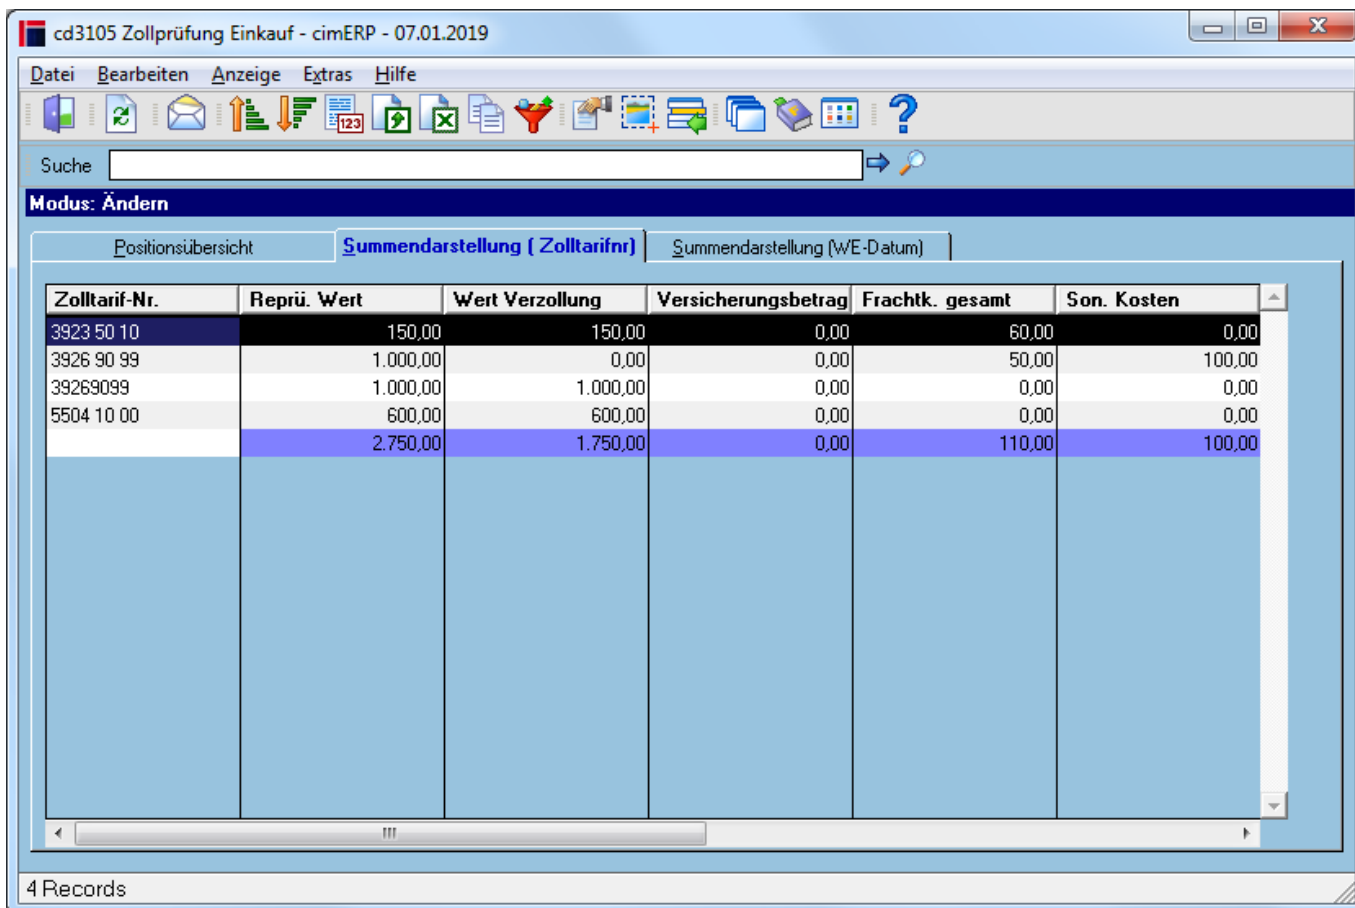 cd3105 Zollprüfung Einkauf - cimERP - 07.01.2019
Datei Bearbeiten Anzeige Extras Hilfe
123
Suche
Modus: Ändern
Positionsübersicht Summendarstellung ( Zolltarifnr) Summendarstellung (WE-Datum)
Zolltarif-Nr. Reprü. Wert Wert Verzollung Versicherungsbetrag Frachtk. gesamt Son. Kosten
3923 50 10 150,00 150,00 0,00 60,00 0,00
3926 90 99 1.000,00 0,00 0,00 50,00 100,00
39269099 1.000,00 1.000,00 0,00 0,00 0,00
5504 10 00 600,00 600,00 0,00 0,00 0,00
2.750,00 1.750,00 0,00 110,00 100,00
4 Records